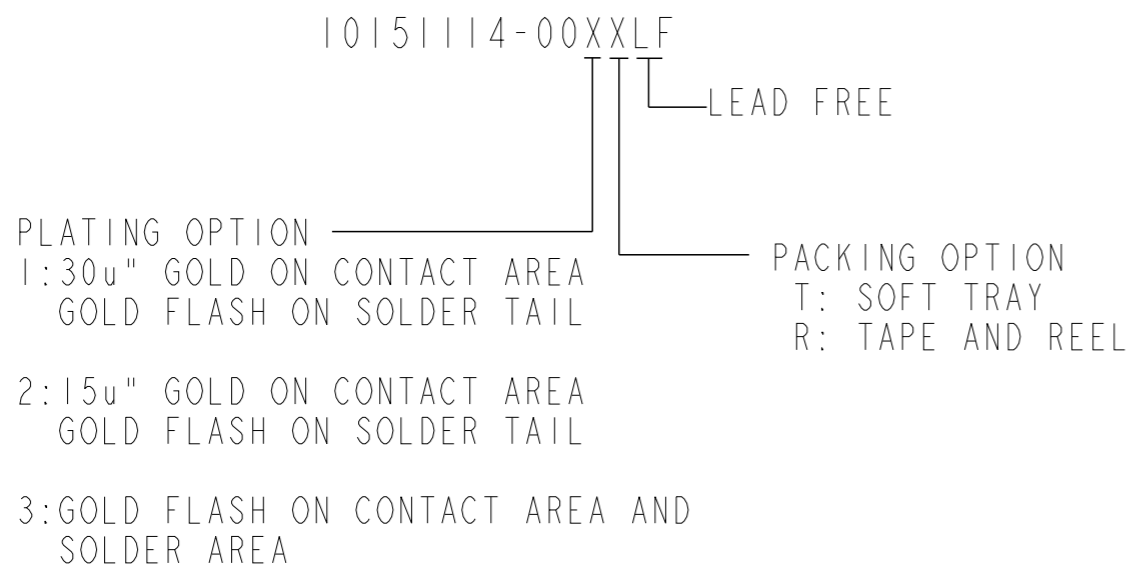 10151114-00XXLF
LEAD FREE
PLATING OPTION
1:30u" GOLD ON CONTACT AREA
GOLD FLASH ON SOLDER TAIL
2:15u" GOLD ON CONTACT AREA
GOLD FLASH ON SOLDER TAIL
3:GOLD FLASH ON CONTACT AREA AND
SOLDER AREA
PACKING OPTION
T: SOFT TRAY
R: TAPE AND REEL